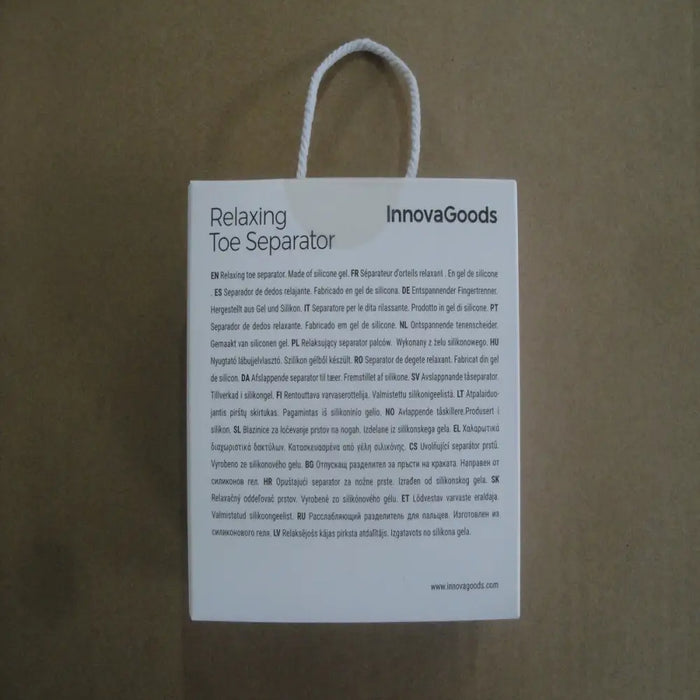 Relaxing
Toe Separator
InnovaGoods
EN Relaxing toe separator. Made of silicone gel. FR Séparateur d'orteils relaxant . En gel de silicone
. ES Separador de dedos relajante. Fabricado en gel de silicona. DE Entspannender Fingertrenner.
Hergestellt aus Gel und Silikon. IT Separatore per le dita rilassante. Prodotto in gel di silicone. PT
Separador de dedos relaxante. Fabricado em gel de silicone. NL Ontspannende tenenscheider.
Gemaakt van siliconen gel. PL Relaksujący separator palców. Wykonany z żelu silikonowego. HU
Nyugtató lábujjelvlasztó. Szilikon gélből készült. RO Separator de degete relaxant. Fabricat din gel
de silicon. DA Afslappende separator til tæer. Fremstillet af silikone. SV Avslappnande tåseparator.
Tillverkad i silikongel. FI Rentouttava varvaserottelija. Valmistettu silikonigeelistä. LT Atpalaiduo-
jantis pirštų skirtukas. Pagamintas iš silikoninio gelio. NO Avlappende tåskillere.Produsert i
silikon. SL Blazinice za ločevanje prstov na nogah. Izdelane iz silikonskega gela. EL Χαλαρωτικά
διαχωριστικά δακτύλων. Κατασκευασμένα από γέλη σιλικόνης. CS Uvolňující separátor prstů.
Vyrobeno ze silikonového gelu. BG Отпускащ разделител за пръсти на краката. Направен от
силиконов гел. HR Opuštajući separator za nožne prste. Izrađen od silikonskog gela. SK
Relaxačný oddeľovač prstov. Vyrobené zo silikónového gélu. ET Lõdvestav varvaste eraldaja.
Valmistatud silikoongeelist. RU Расслабляющий разделитель для пальцев. Изготовлен из
силиконового геля. LV Relaksējošs kājas pirksta atdalītājs. Izgatavots no silikona gela.
www.innovagoods.com